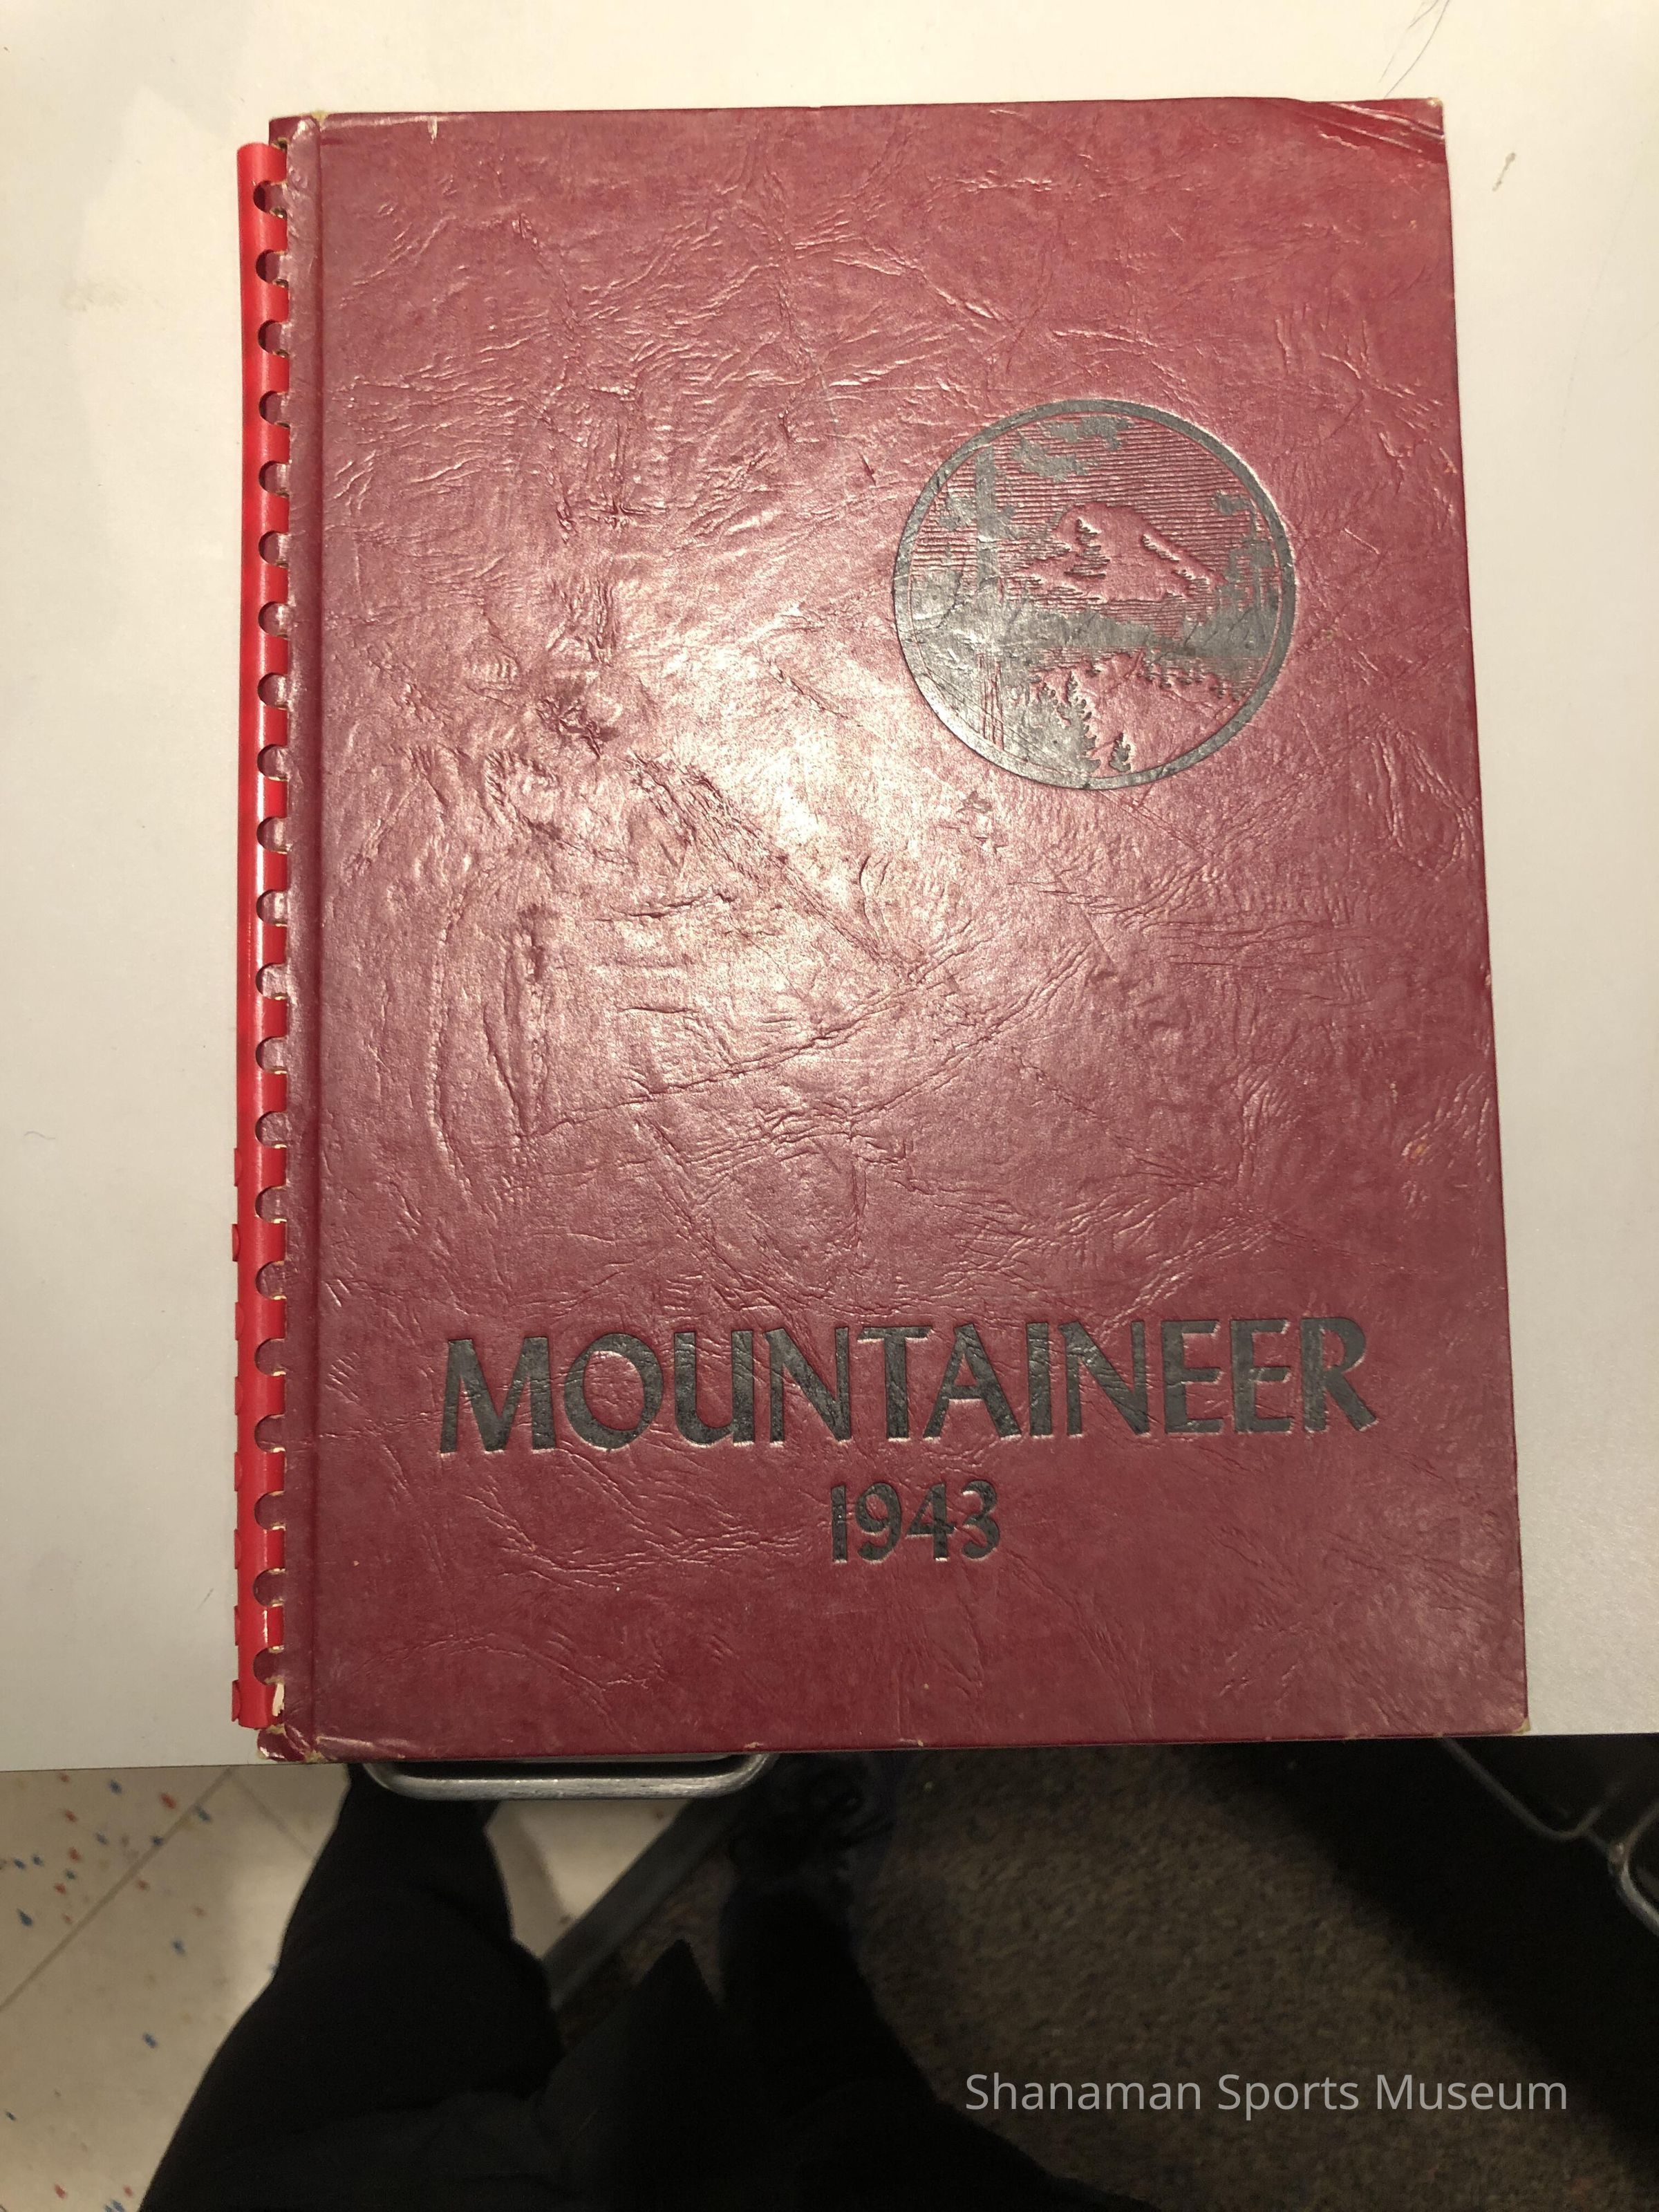 MOUNTAINEER
1943
Shanaman Sports Museum